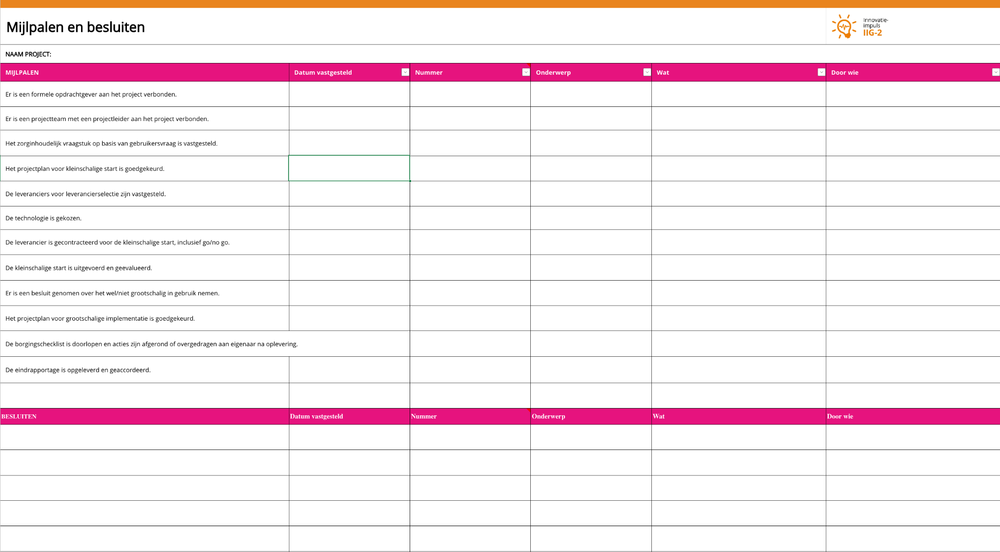 Mijlpalen en besluiten
Innovatie-
impuls
IIG-2
NAAM PROJECT:
MIJLPALEN Datum vastgesteld Nummer Onderwerp Wat Door wie
Er is een formele opdrachtgever aan het project verbonden.
Er is een projectteam met een projectleider aan het project verbonden.
Het zorginhoudelijk vraagstuk op basis van gebruikersvraag is vastgesteld.
Het projectplan voor kleinschalige start is goedgekeurd.
De leveranciers voor leverancierselectie zijn vastgesteld.
De technologie is gekozen.
De leverancier is gecontracteerd voor de kleinschalige start, inclusief go/no go.
De kleinschalige start is uitgevoerd en geevalueerd.
Er is een besluit genomen over het wel/niet grootschalig in gebruik nemen.
Het projectplan voor grootschalige implementatie is goedgekeurd.
De borgingschecklist is doorlopen en acties zijn afgerond of overgedragen aan eigenaar na oplevering.
De eindrapportage is opgeleverd en geaccordeerd.
BESLUITEN Datum vastgesteld Nummer Onderwerp Wat Door wie